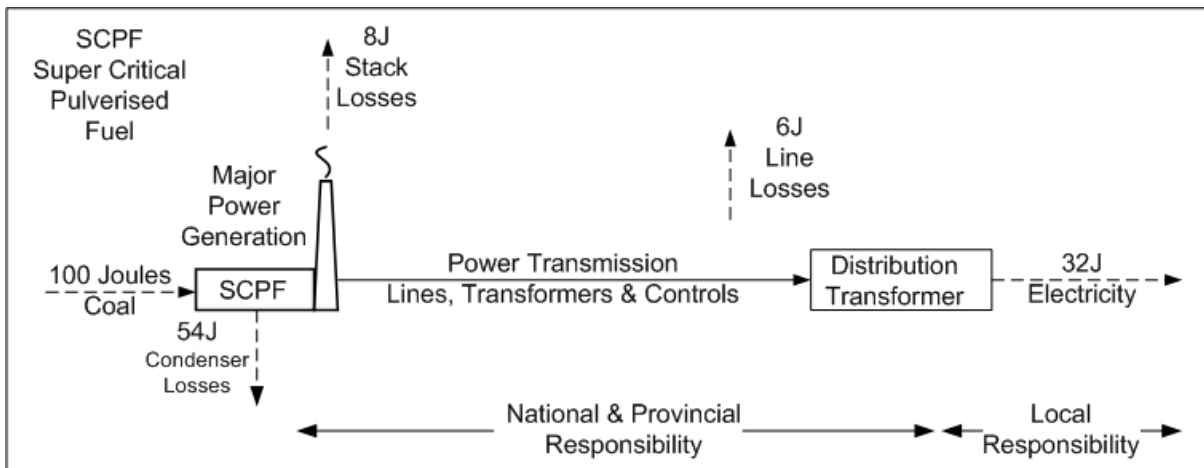 SCPF
Super Critical
Pulverised
Fuel
8J
Stack
Losses
6J
Line
Losses
Major
Power
Generation
100 Joules
Coal
SCPF
Power Transmission
Lines, Transformers & Controls
Distribution
Transformer
32J
Electricity
54J
Condenser
Losses
National & Provincial
Responsibility
Local
Responsibility